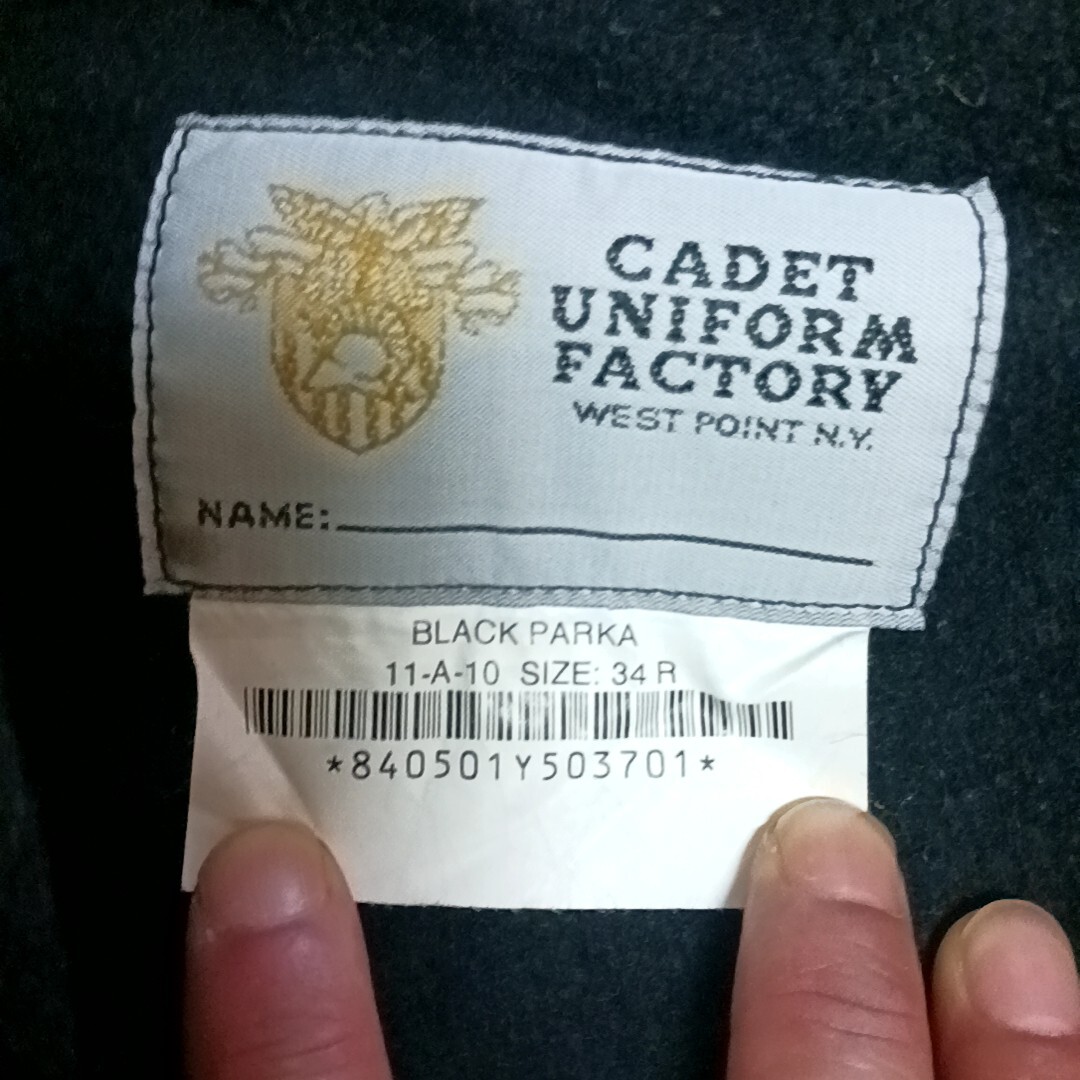 CADET
UNIFORM
FACTORY
WEST POINT N.Y.
NAME:
BLACK PARKA
11-A-10 SIZE: 34 R
*840501Y503701*